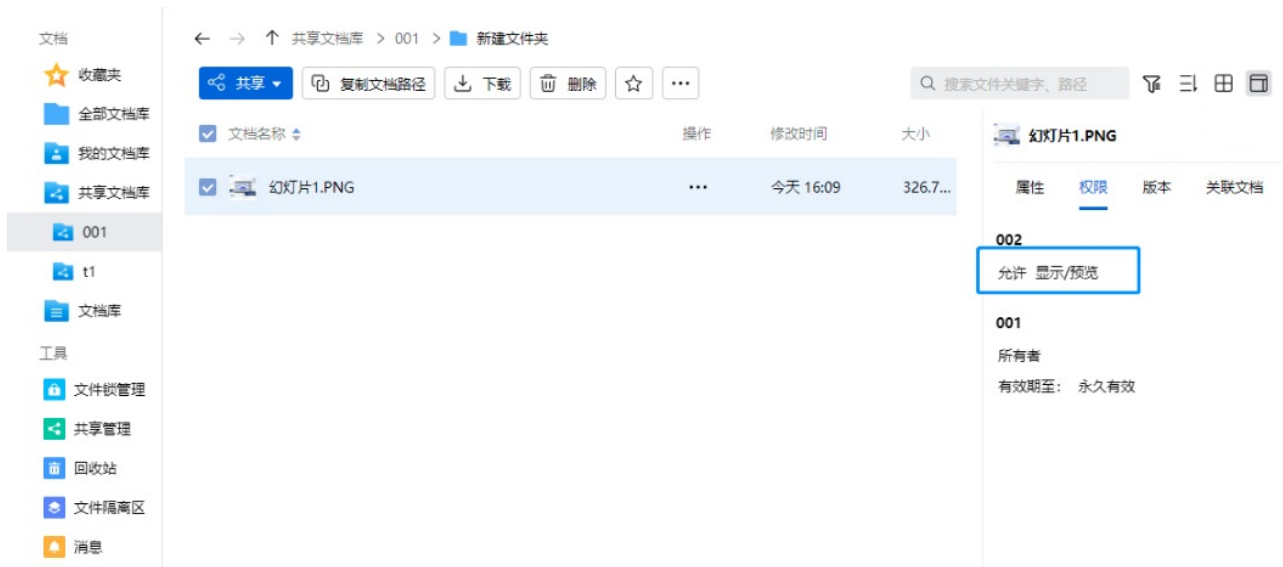 文档
收藏夹
全部文档库
我的文档库
共享文档库
001
t1
文档库
工具
文件锁管理
共享管理
回收站
文件隔离区
消息
共享文档库 > 001 > 新建文件夹
共享 复制文档路径 下载 删除
搜索文件关键字、路径
文档名称 操作 修改时间 大小
幻灯片1.PNG 今天 16:09 326.7...
幻灯片1.PNG
属性 权限 版本 关联文档
002
允许 显示/预览
001
所有者
有效期至: 永久有效